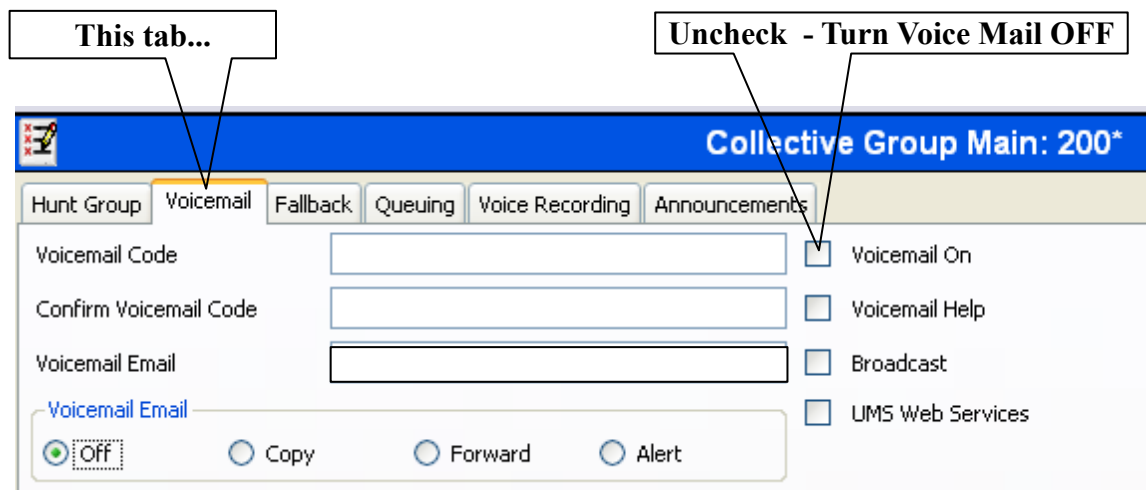 This tab...
Uncheck - Turn Voice Mail OFF
Collective Group Main: 200*
Hunt Group Voicemail Fallback Queuing Voice Recording Announcements
Voicemail Code
Voicemail On
Confirm Voicemail Code
Voicemail Help
Voicemail Email
Broadcast
Voicemail Email
UMS Web Services
Off Copy Forward Alert